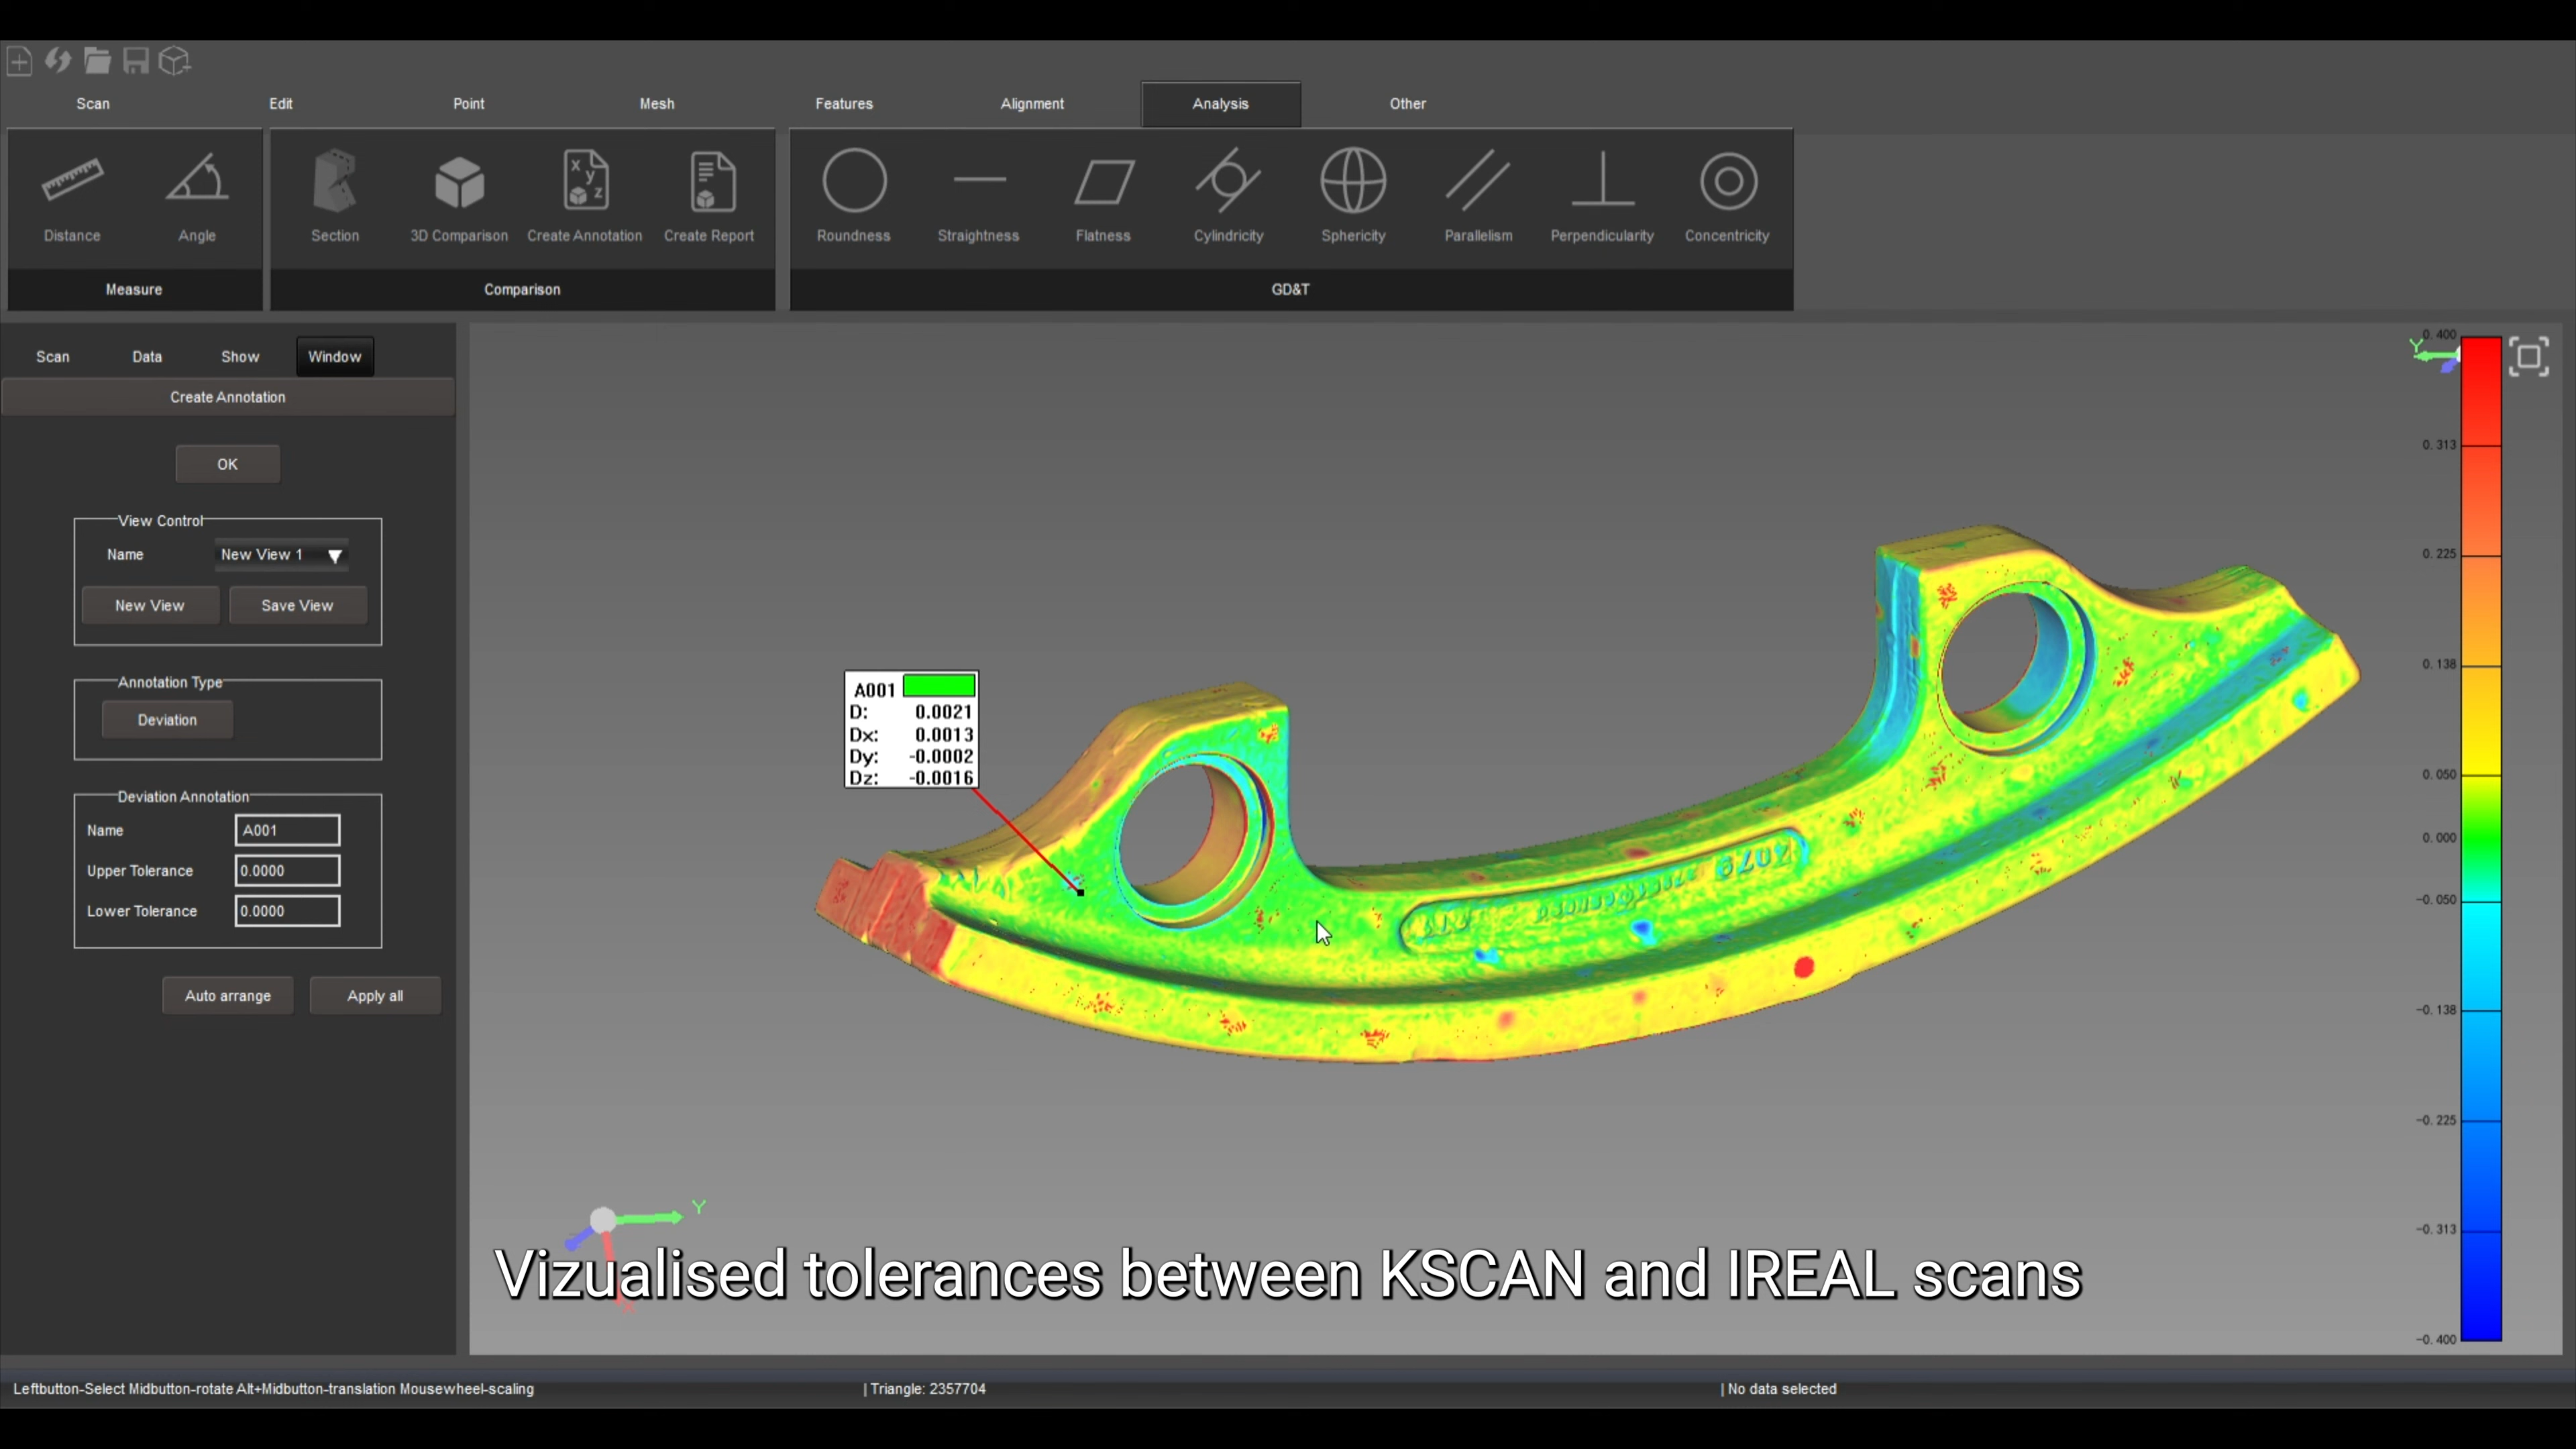 Scan Edit Point Mesh Features Alignment Analysis Other
Distance Angle Section 3D Comparison Create Annotation Create Report Roundness Straightness Flatness Cylindricity Sphericity Parallelism Perpendicularity Concentricity
Measure Comparison GD&T
Scan Data Show Window
Create Annotation
OK
View Control
Name New View 1
New View Save View
Annotation Type
Deviation
Deviation Annotation
Name A001
Upper Tolerance 0.0000
Lower Tolerance 0.0000
Auto arrange Apply all
A001
D: 0.0021
Dx: 0.0013
Dy: -0.0002
Dz: -0.0016
Y
0.400
0.313
0.225
0.138
0.050
0.000
-0.050
-0.138
-0.225
-0.313
-0.400
Y
X
Vizualised tolerances between KSCAN and IREAL scans
Leftbutton-Select Midbutton-rotate Alt+Midbutton-translation Mousewheel-scaling | Triangle: 2357704 | No data selected